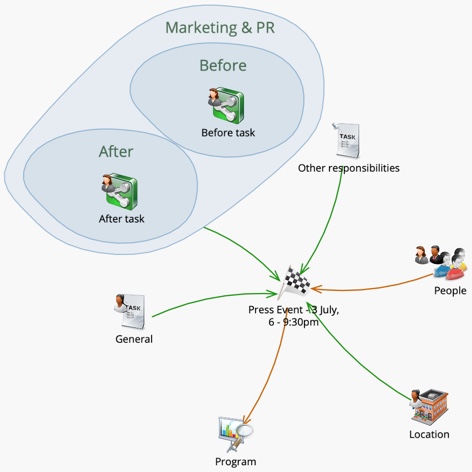 Marketing & PR
Before
Before task
After
After task
TASK
Other responsibilities
People
TASK
General
Press Event - 3 July,
6 - 9:30pm
Location
Program